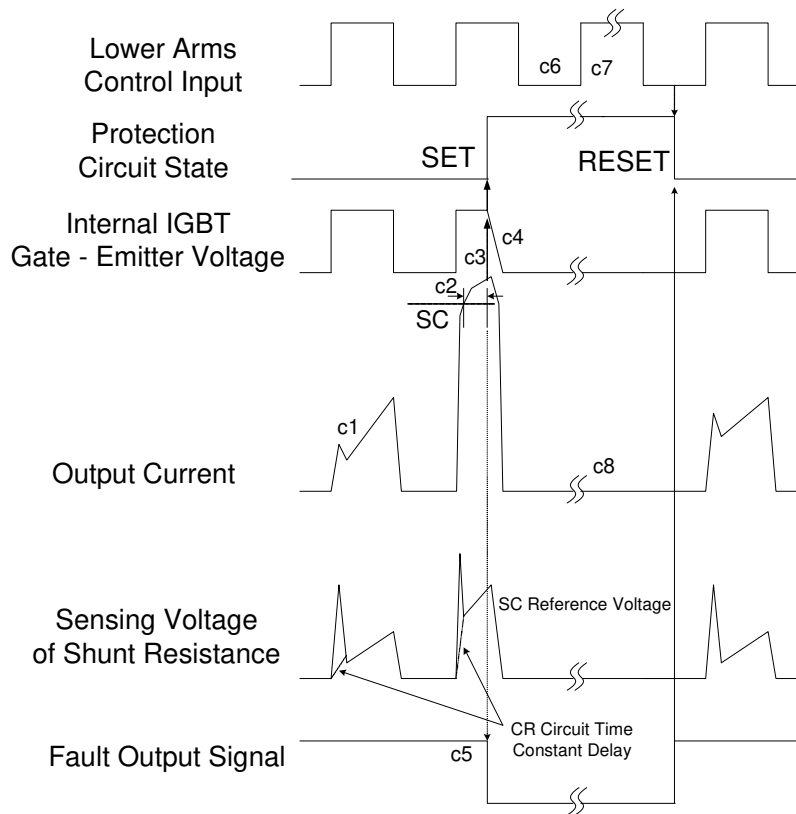 Lower Arms
Control Input
c6
c7
Protection
Circuit State
SET
RESET
Internal IGBT
Gate - Emitter Voltage
c4
c3
c2
SC
c1
Output Current
c8
SC Reference Voltage
Sensing Voltage
of Shunt Resistance
CR Circuit Time
Constant Delay
Fault Output Signal
c5